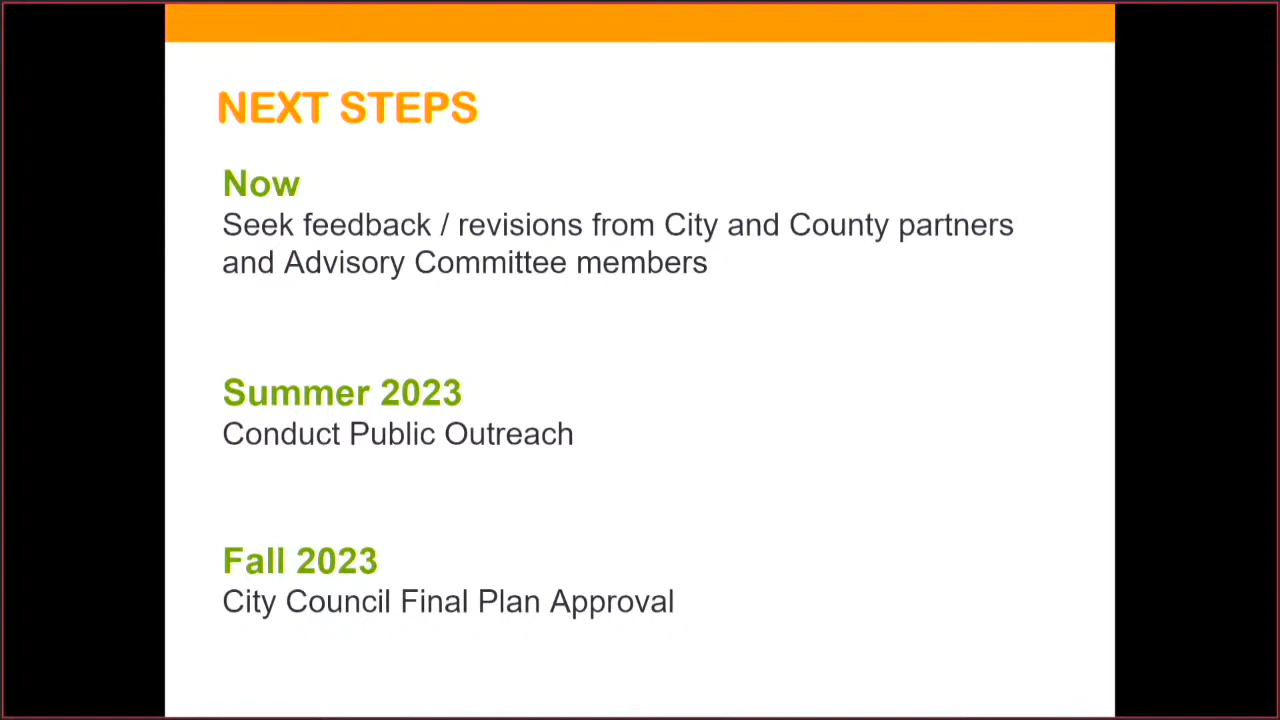 NEXT STEPS
Now
Seek feedback / revisions from City and County partners
and Advisory Committee members
Summer 2023
Conduct Public Outreach
Fall 2023
City Council Final Plan Approval